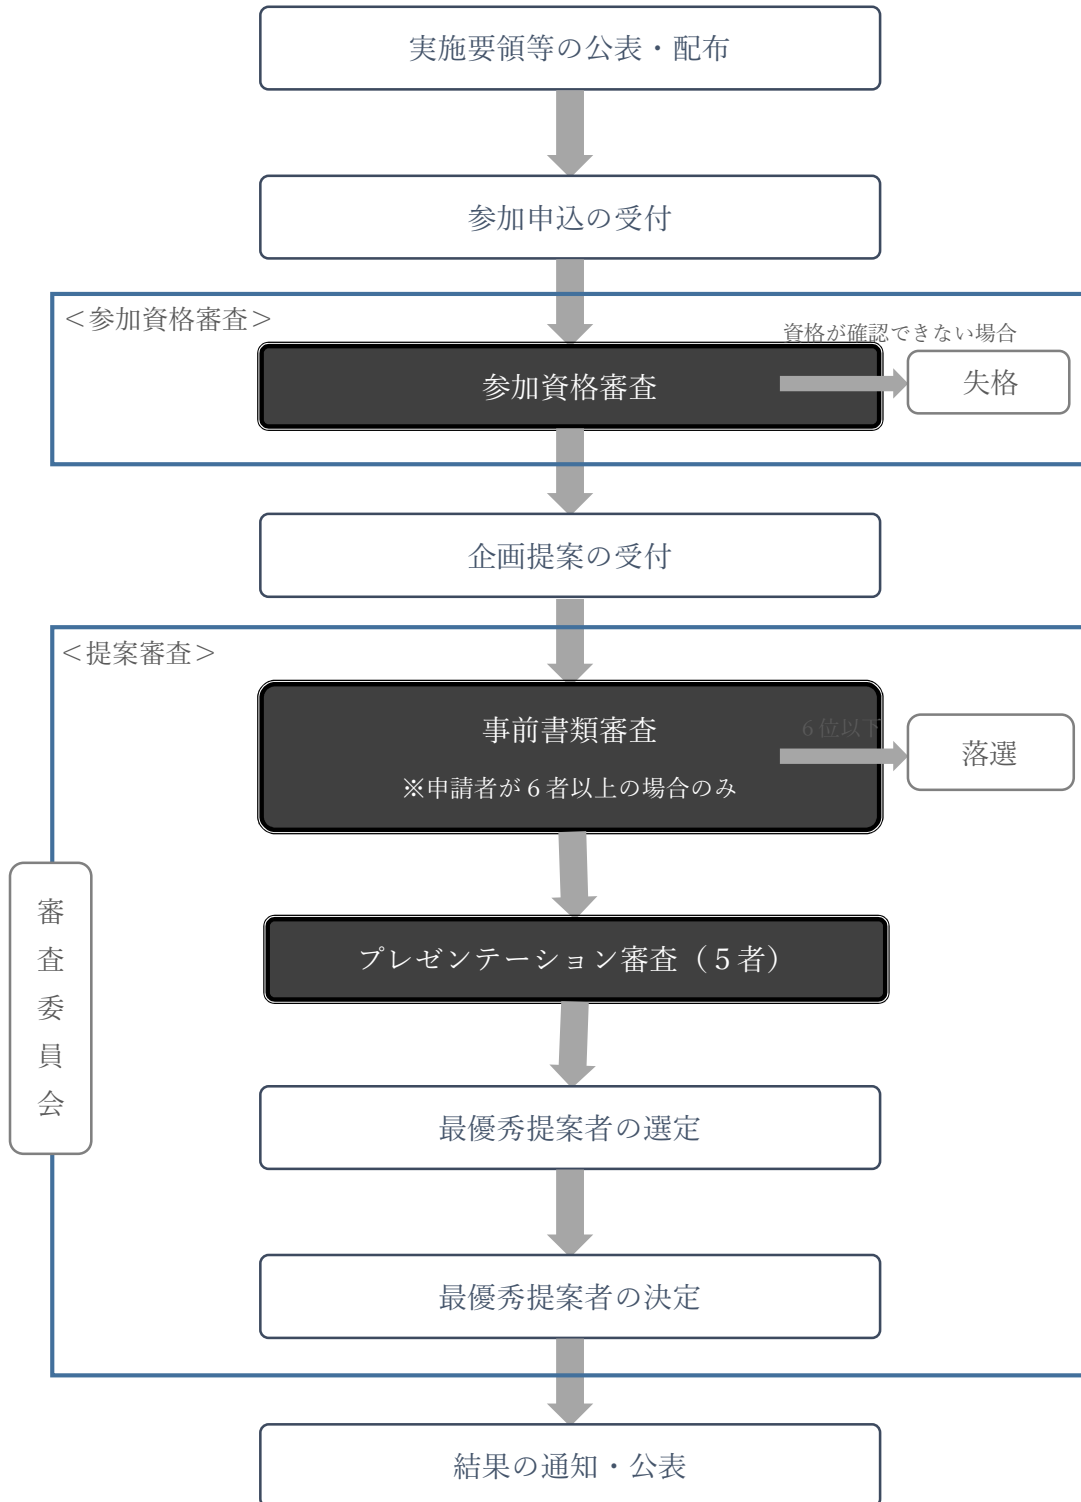 実施要領等の公表・配布
参加申込の受付
＜参加資格審査＞
資格が確認できない場合
参加資格審査
失格
企画提案の受付
＜提案審査＞
事前書類審査
６位以下
落選
※申請者が６者以上の場合のみ
審査委員会
プレゼンテーション審査（５者）
最優秀提案者の選定
最優秀提案者の決定
結果の通知・公表